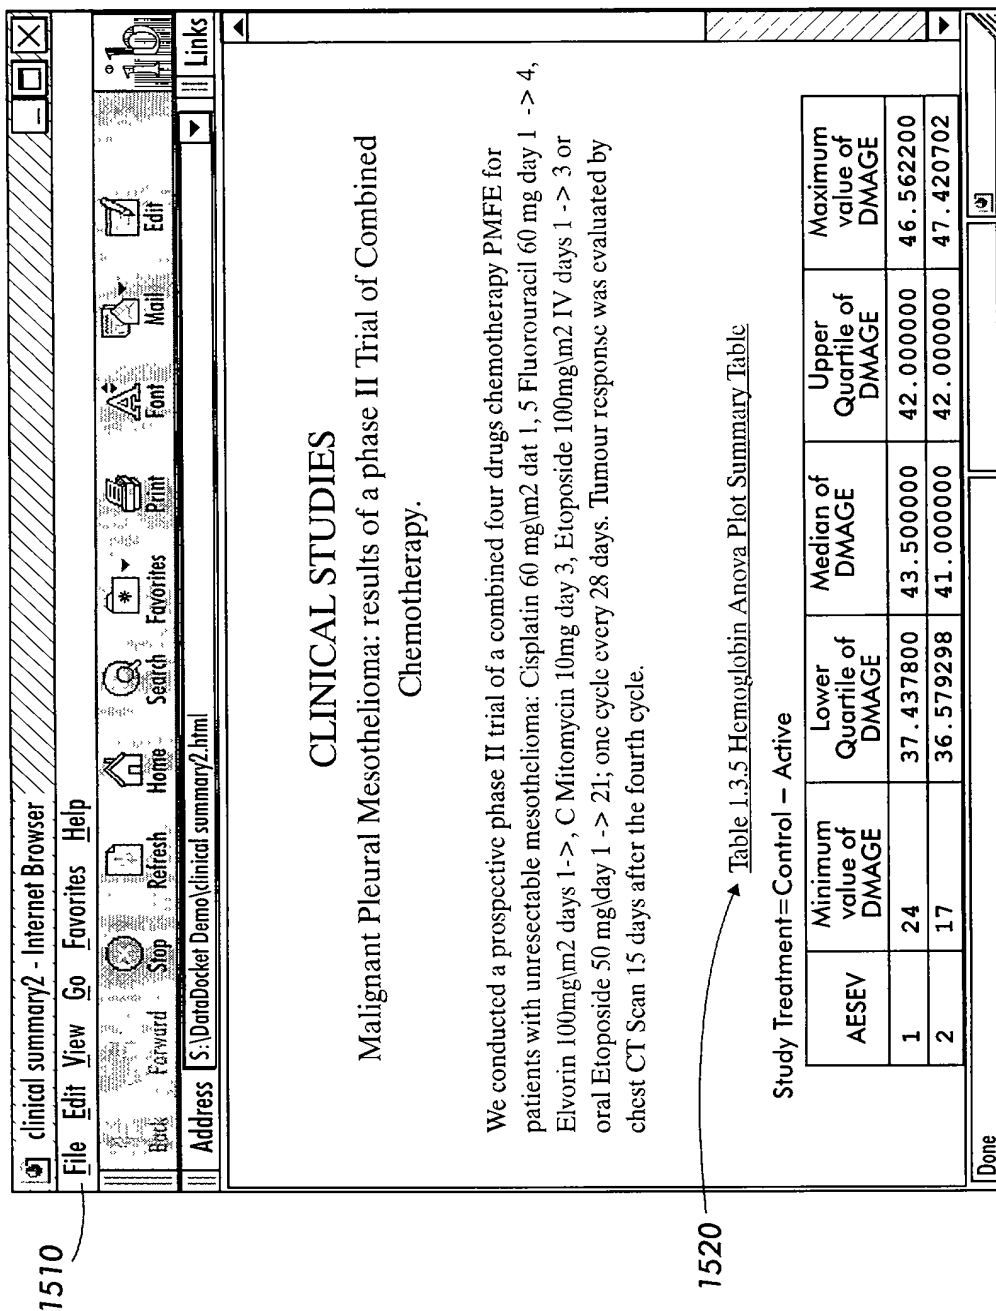 1510
clinical summary2 - Internet Browser
File Edit View Go Favorites Help
Back Forward Stop Refresh Home Search Favorites Print Font Mail Edit
Address S:\DataDocket Demo\clinical summary2.html Links
CLINICAL STUDIES
Malignant Pleural Mesothelioma: results of a phase II Trial of Combined
Chemotherapy.
We conducted a prospective phase II trial of a combined four drugs chemotherapy PMFE for
patients with unresectable mesothelioma: Cisplatin 60 mg\m2 dat 1, 5 Fluorouracil 60 mg day 1 -> 4,
Elvorin 100mg\m2 days 1->, C Mitomycin 10mg day 3, Etoposide 100mg\m2 IV days 1 -> 3 or
oral Etoposide 50 mg\day 1 -> 21; one cycle every 28 days. Tumour response was evaluated by
chest CT Scan 15 days after the fourth cycle.
1520
Table 1.3.5 Hemoglobin Anova Plot Summary Table
Study Treatment=Control – Active
AESEV Minimum value of DMAGE Lower Quartile of DMAGE Median of DMAGE Upper Quartile of DMAGE Maximum value of DMAGE
1 24 37.437800 43.500000 42.000000 46.562200
2 17 36.579298 41.000000 42.000000 47.420702
Done